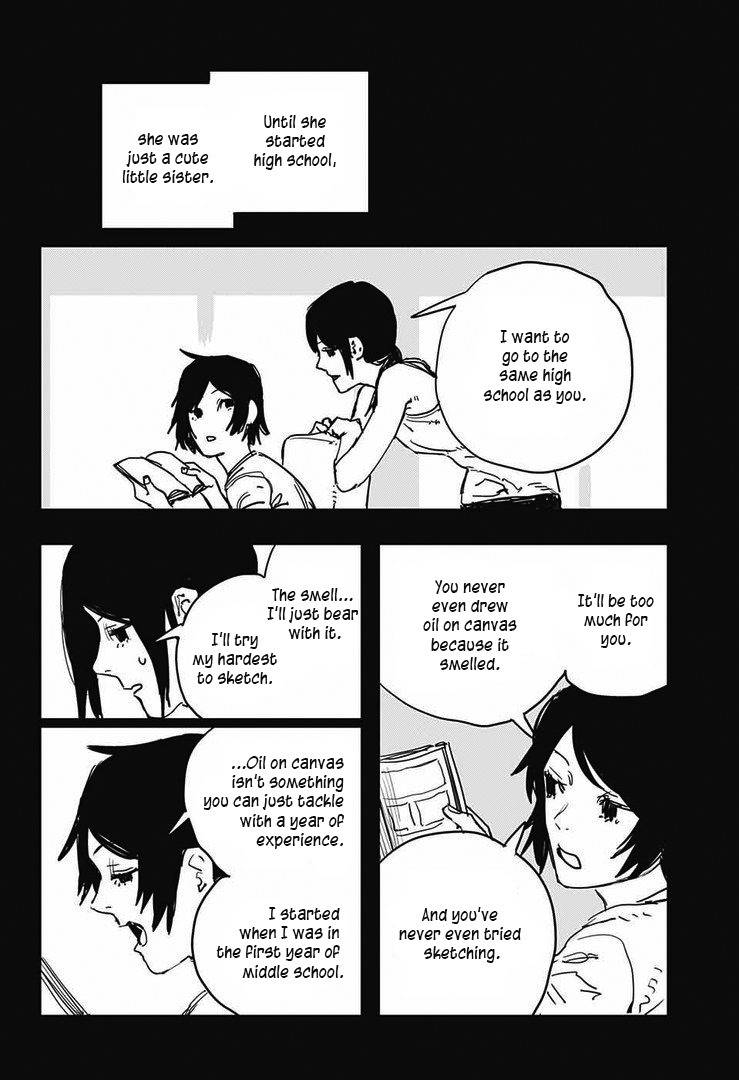 Until she
started
high school,
she was
just a cute
little sister.
I want to
go to the
same high
school as you.
It'll be too
much for
you.
You never
even drew
oil on canvas
because it
smelled.
And you've
never even tried
sketching.
The smell...
I'll just bear
with it.
I'll try
my hardest
to sketch.
...Oil on canvas
isn't something
you can just tackle
with a year of
experience.
I started
when I was in
the first year of
middle school.